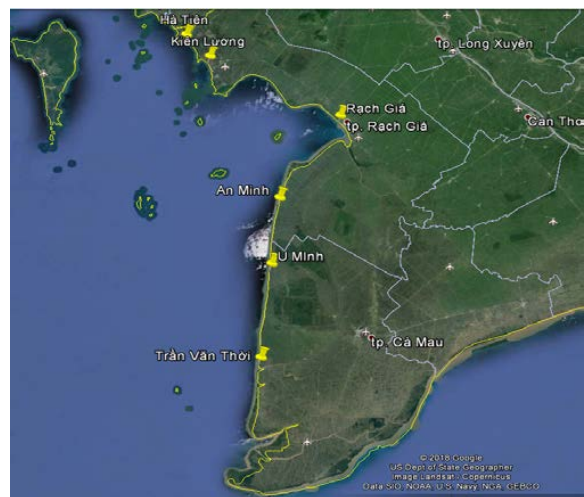 Hà Tiên
Kiên Lương
tp. Long Xuyên
Rạch Giá
tp. Rạch Giá
Cần Thơ
An Minh
U Minh
tp. Cà Mau
Trần Văn Thời
© 2018 Google
US Dept of State Geographer
Image Landsat / Copernicus
Data SIO, NOAA, U.S. Navy, NGA, GEBCO